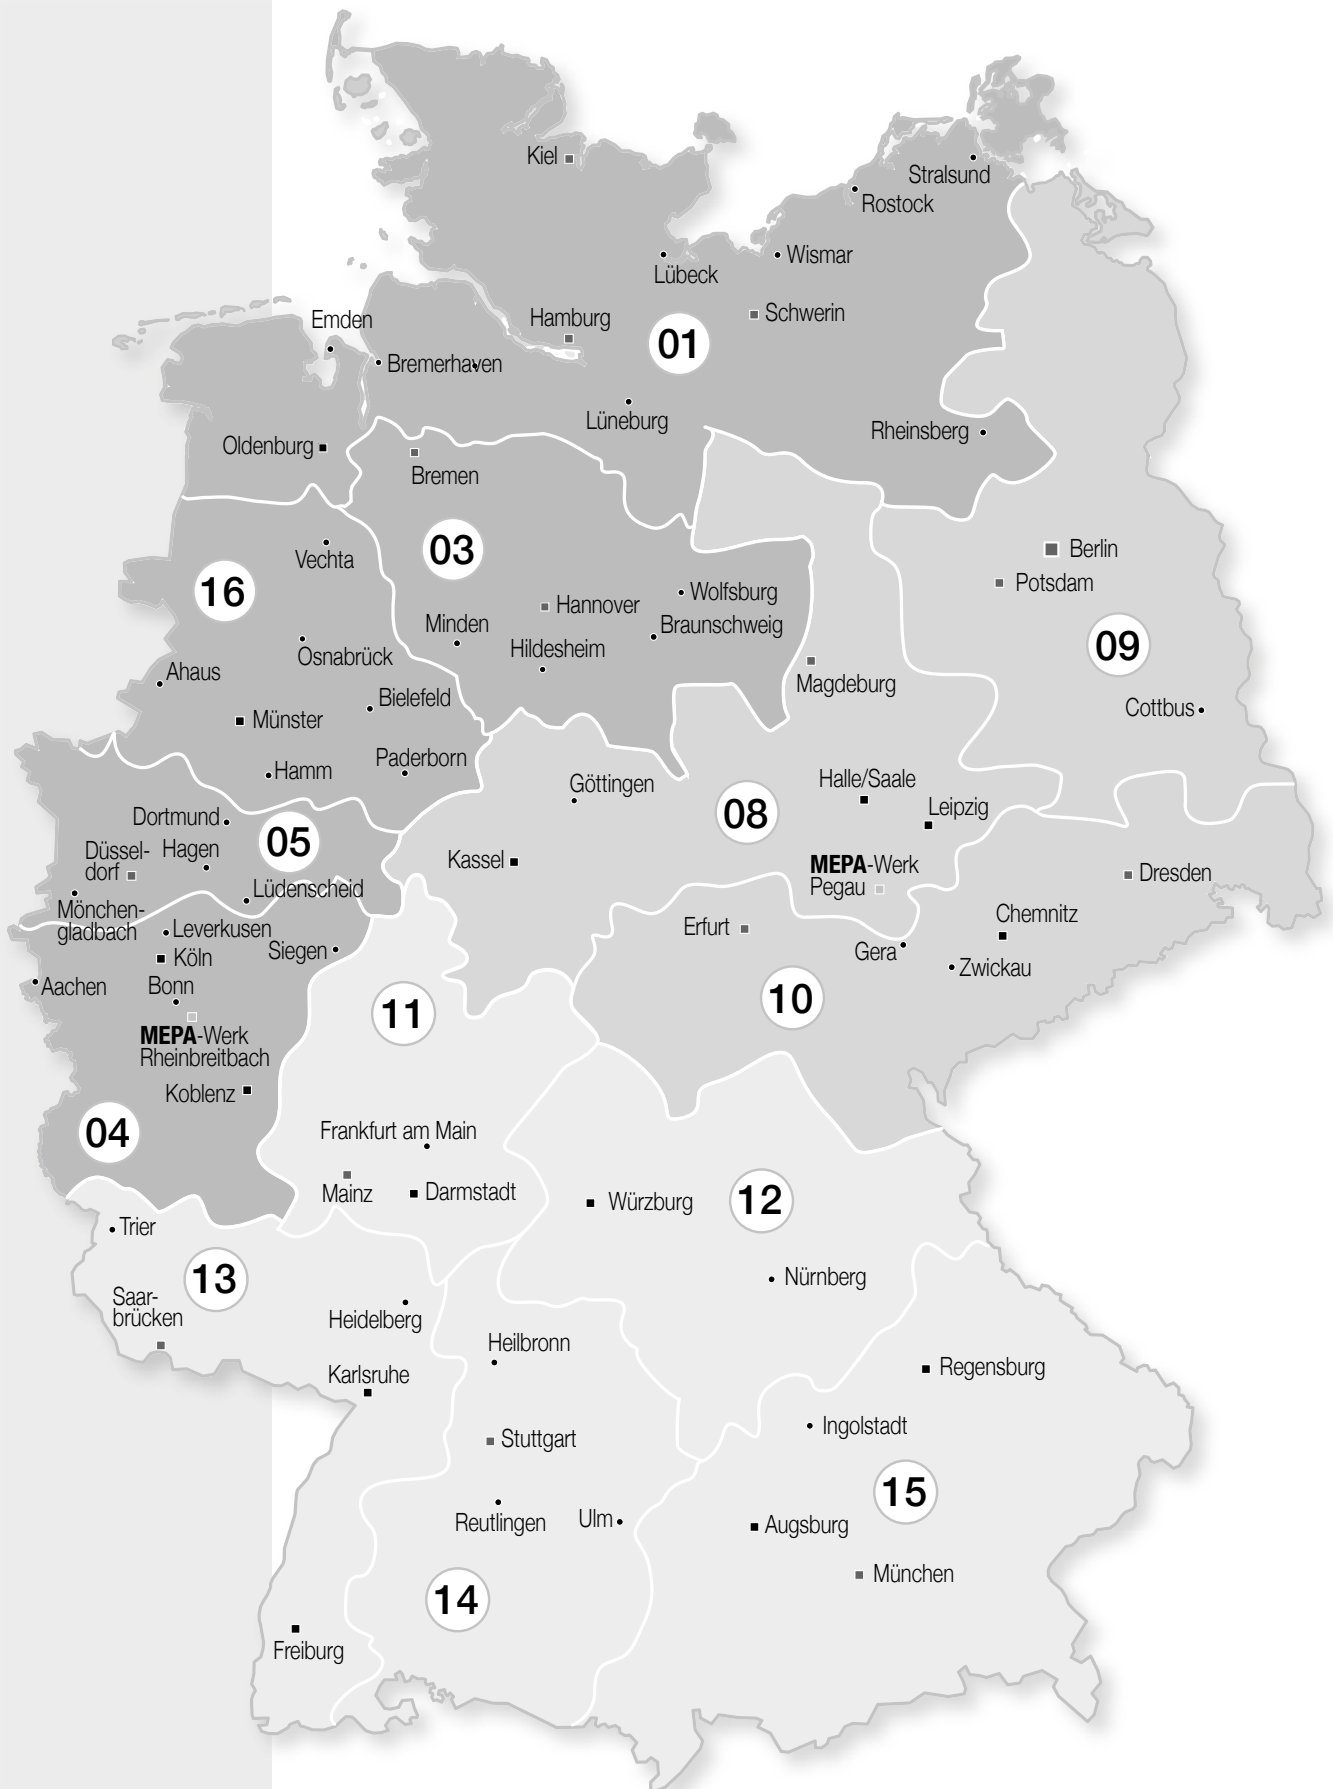 Kiel
Stralsund
Rostock
Wismar
Lübeck
Emden
Hamburg
Schwerin
01
Bremerhaven
Lüneburg
Rheinsberg
Oldenburg
Bremen
03
Vechta
Berlin
16
Potsdam
Wolfsburg
Hannover
Minden
Braunschweig
09
Hildesheim
Osnabrück
Ahaus
Magdeburg
Bielefeld
Münster
Cottbus
Paderborn
Hamm
Göttingen
Halle/Saale
Leipzig
08
Dortmund
05
Düssel-
dorf
Hagen
Kassel
MEPA-Werk
Pegau
Dresden
Lüdenscheid
Mönchen-
gladbach
Chemnitz
Leverkusen
Erfurt
Siegen
Gera
Köln
Zwickau
Aachen
Bonn
10
11
MEPA-Werk
Rheinbreitbach
Koblenz
04
Frankfurt am Main
Mainz
Darmstadt
Würzburg
12
Trier
13
Nürnberg
Saar-
brücken
Heidelberg
Heilbronn
Karlsruhe
Regensburg
Ingolstadt
Stuttgart
15
Reutlingen
Ulm
Augsburg
München
14
Freiburg